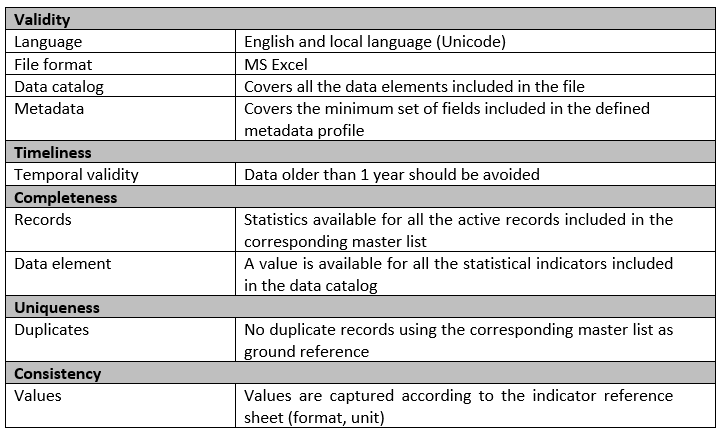 Validity
Language English and local language (Unicode)
File format MS Excel
Data catalog Covers all the data elements included in the file
Metadata Covers the minimum set of fields included in the defined
metadata profile
Timeliness
Temporal validity Data older than 1 year should be avoided
Completeness
Records Statistics available for all the active records included in the
corresponding master list
Data element A value is available for all the statistical indicators included
in the data catalog
Uniqueness
Duplicates No duplicate records using the corresponding master list as
ground reference
Consistency
Values Values are captured according to the indicator reference
sheet (format, unit)